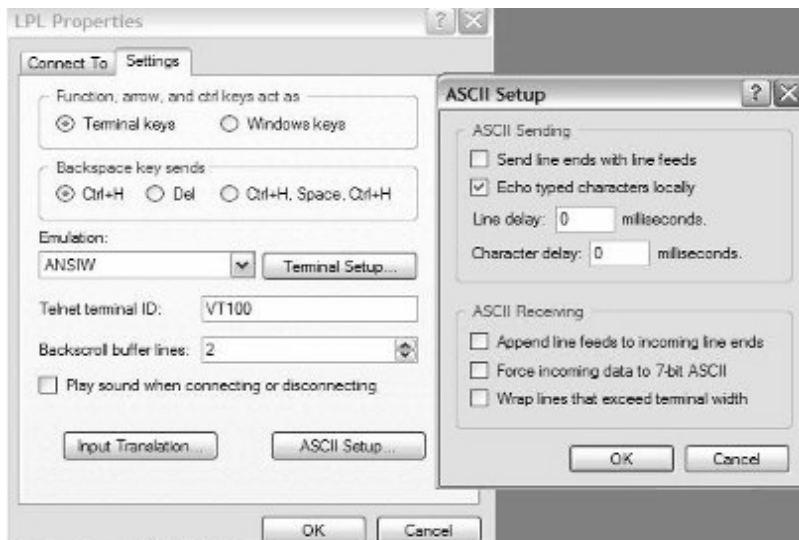 LPL Properties
Connect To Settings
Function, arrow, and ctrl keys act as
Terminal keys Windows keys
Backspace key sends
Ctrl+H Del Ctrl+H, Space, Ctrl+H
Emulation:
ANSIW Terminal Setup...
Telnet terminal ID: VT100
Backscroll buffer lines: 2
Play sound when connecting or disconnecting
Input Translation... ASCII Setup...
OK Cancel
ASCII Setup
ASCII Sending
Send line ends with line feeds
Echo typed characters locally
Line delay: 0 milliseconds.
Character delay: 0 milliseconds.
ASCII Receiving
Append line feeds to incoming line ends
Force incoming data to 7-bit ASCII
Wrap lines that exceed terminal width
OK Cancel